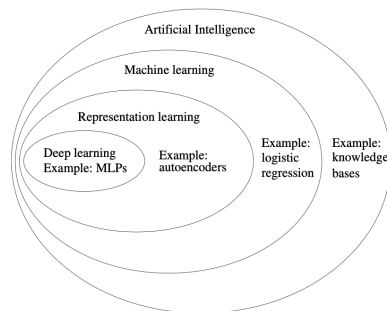 Artificial Intelligence
Machine learning
Representation learning
Deep learning
Example: MLPs
Example:
autoencoders
Example:
logistic
regression
Example:
knowledge
bases